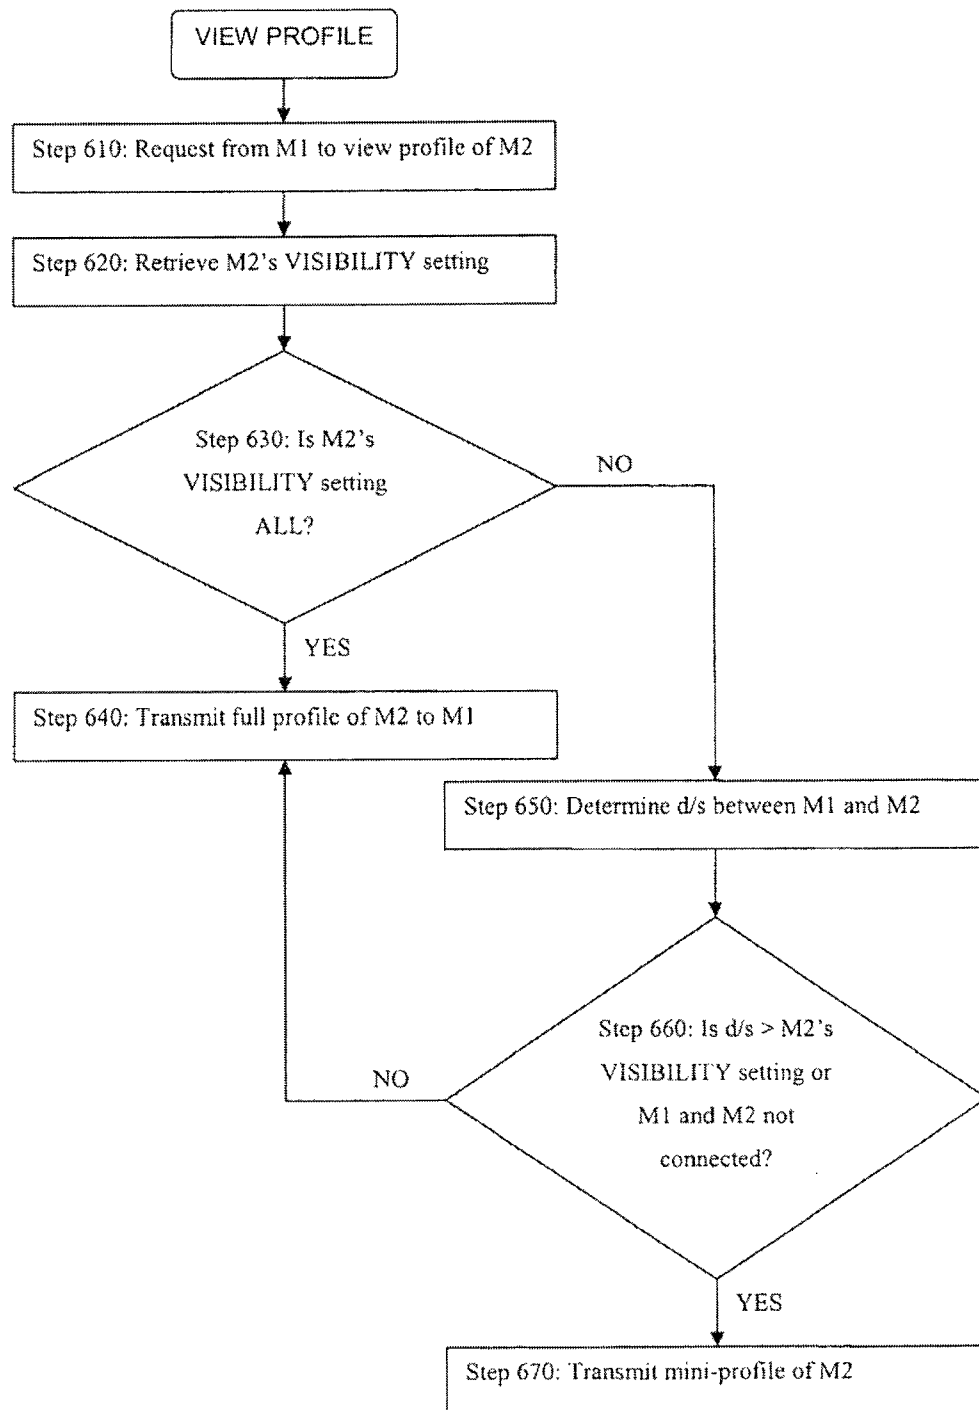 VIEW PROFILE
Step 610: Request from M1 to view profile of M2
Step 620: Retrieve M2's VISIBILITY setting
Step 630: Is M2's
VISIBILITY setting
ALL?
NO
YES
Step 640: Transmit full profile of M2 to M1
Step 650: Determine d/s between M1 and M2
Step 660: Is d/s > M2's
VISIBILITY setting or
M1 and M2 not
connected?
NO
YES
Step 670: Transmit mini-profile of M2